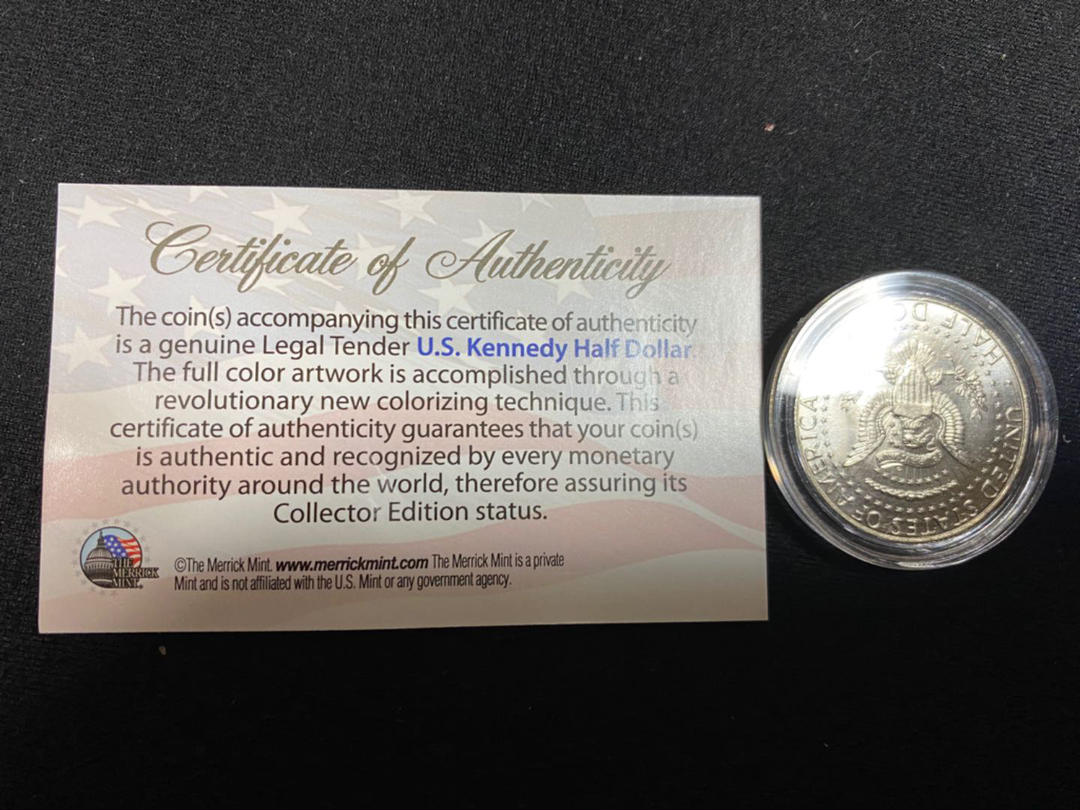 Certificate of Authenticity
The coin(s) accompanying this certificate of authenticity
is a genuine Legal Tender U.S. Kennedy Half Dollar
The full color artwork is accomplished through a
revolutionary new colorizing technique. This
certificate of authenticity guarantees that your coin(s)
is authentic and recognized by every monetary
authority around the world, therefore assuring its
Collector Edition status.
THE
MERRICK
MINT
©The Merrick Mint. www.merrickmint.com The Merrick Mint is a private
Mint and is not affiliated with the U.S. Mint or any government agency.
UNITED STATES OF AMERICA
HALF DO